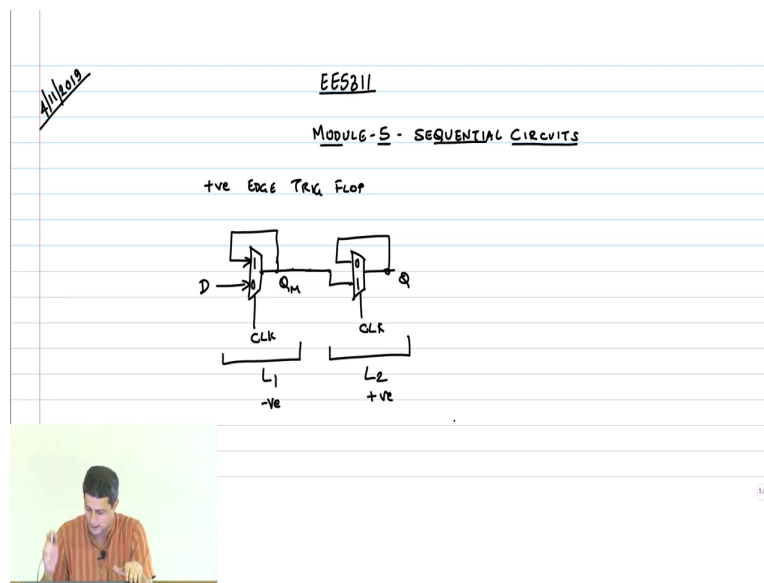 4/11/2019
EE5311
MODULE-5 - SEQUENTIAL CIRCUITS
+ve EDGE TRIG FLOP
1
0
D
0
1
QM
Q
CLK
CLK
L1
L2
-ve
+ve